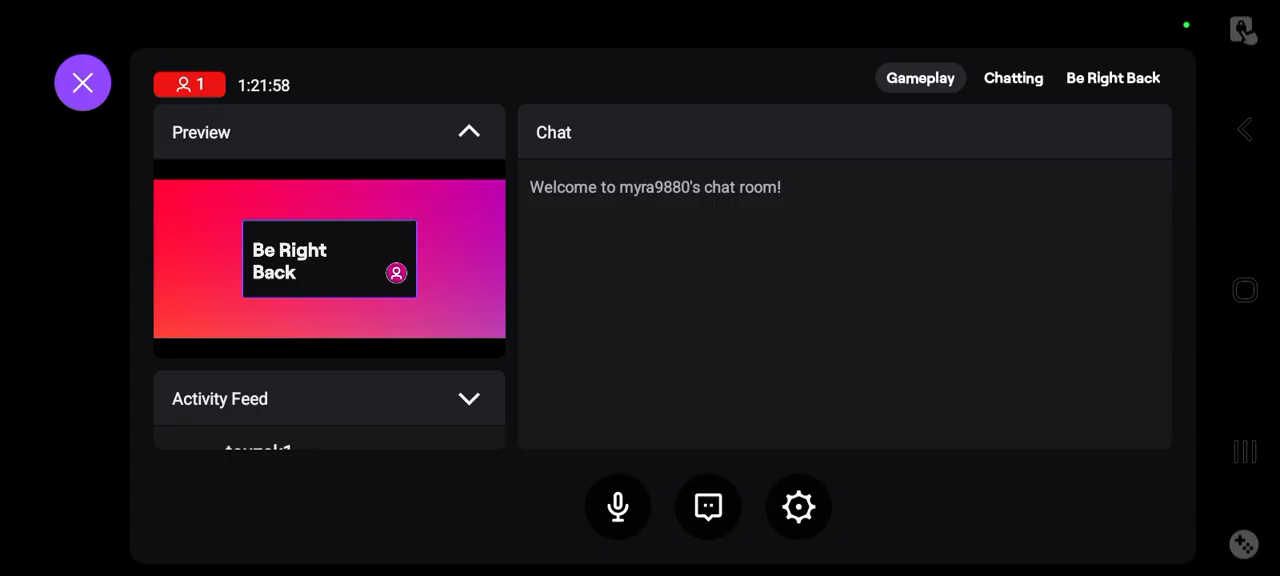 1
1:21:58
Gameplay
Chatting
Be Right Back
Preview
Chat
Welcome to myra9880's chat room!
Be Right
Back
Activity Feed